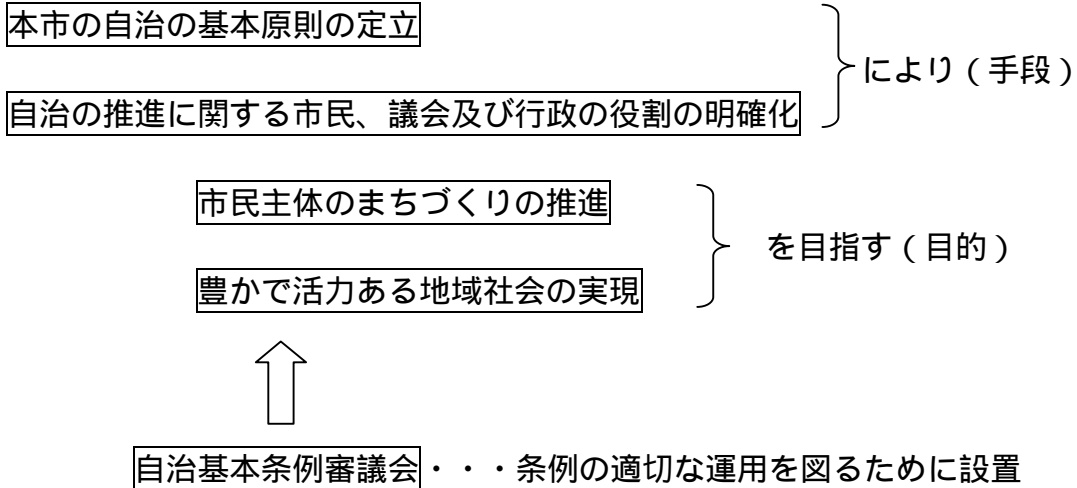 本市の自治の基本原則の定立
により（手段）
自治の推進に関する市民、議会及び行政の役割の明確化
市民主体のまちづくりの推進
を目指す（目的）
豊かで活力ある地域社会の実現
自治基本条例審議会・・・条例の適切な運用を図るために設置